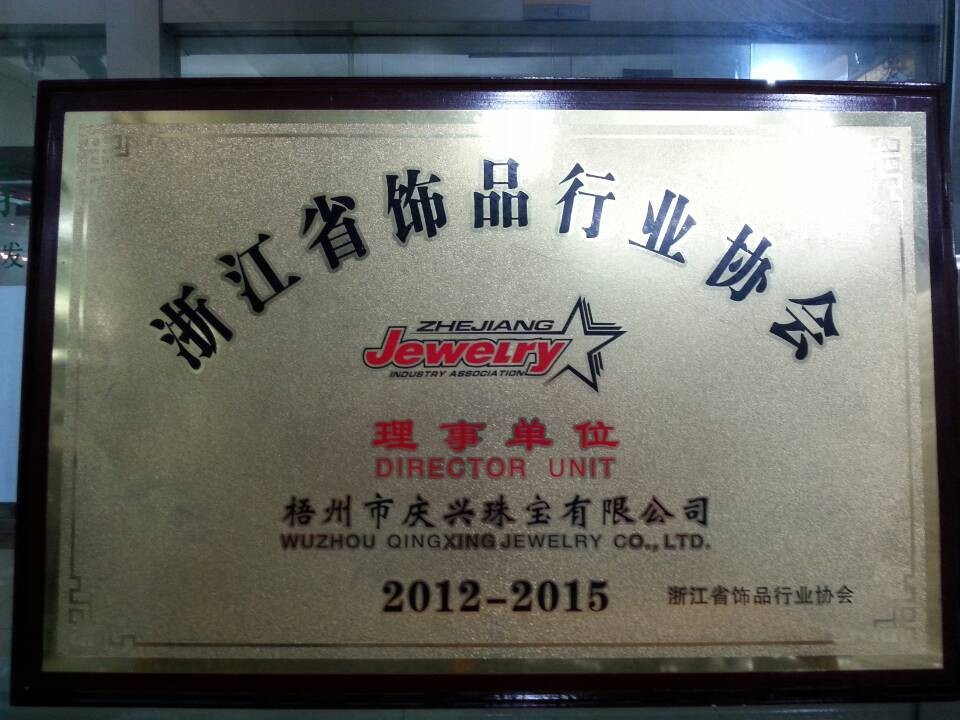 浙江省饰品行业协会
ZHEJIANG
Jewelry
INDUSTRY ASSOCIATION
理事单位
DIRECTOR UNIT
梧州市庆兴珠宝有限公司
WUZHOU QINGXING JEWELRY CO.,LTD.
2012-2015
浙江省饰品行业协会
发